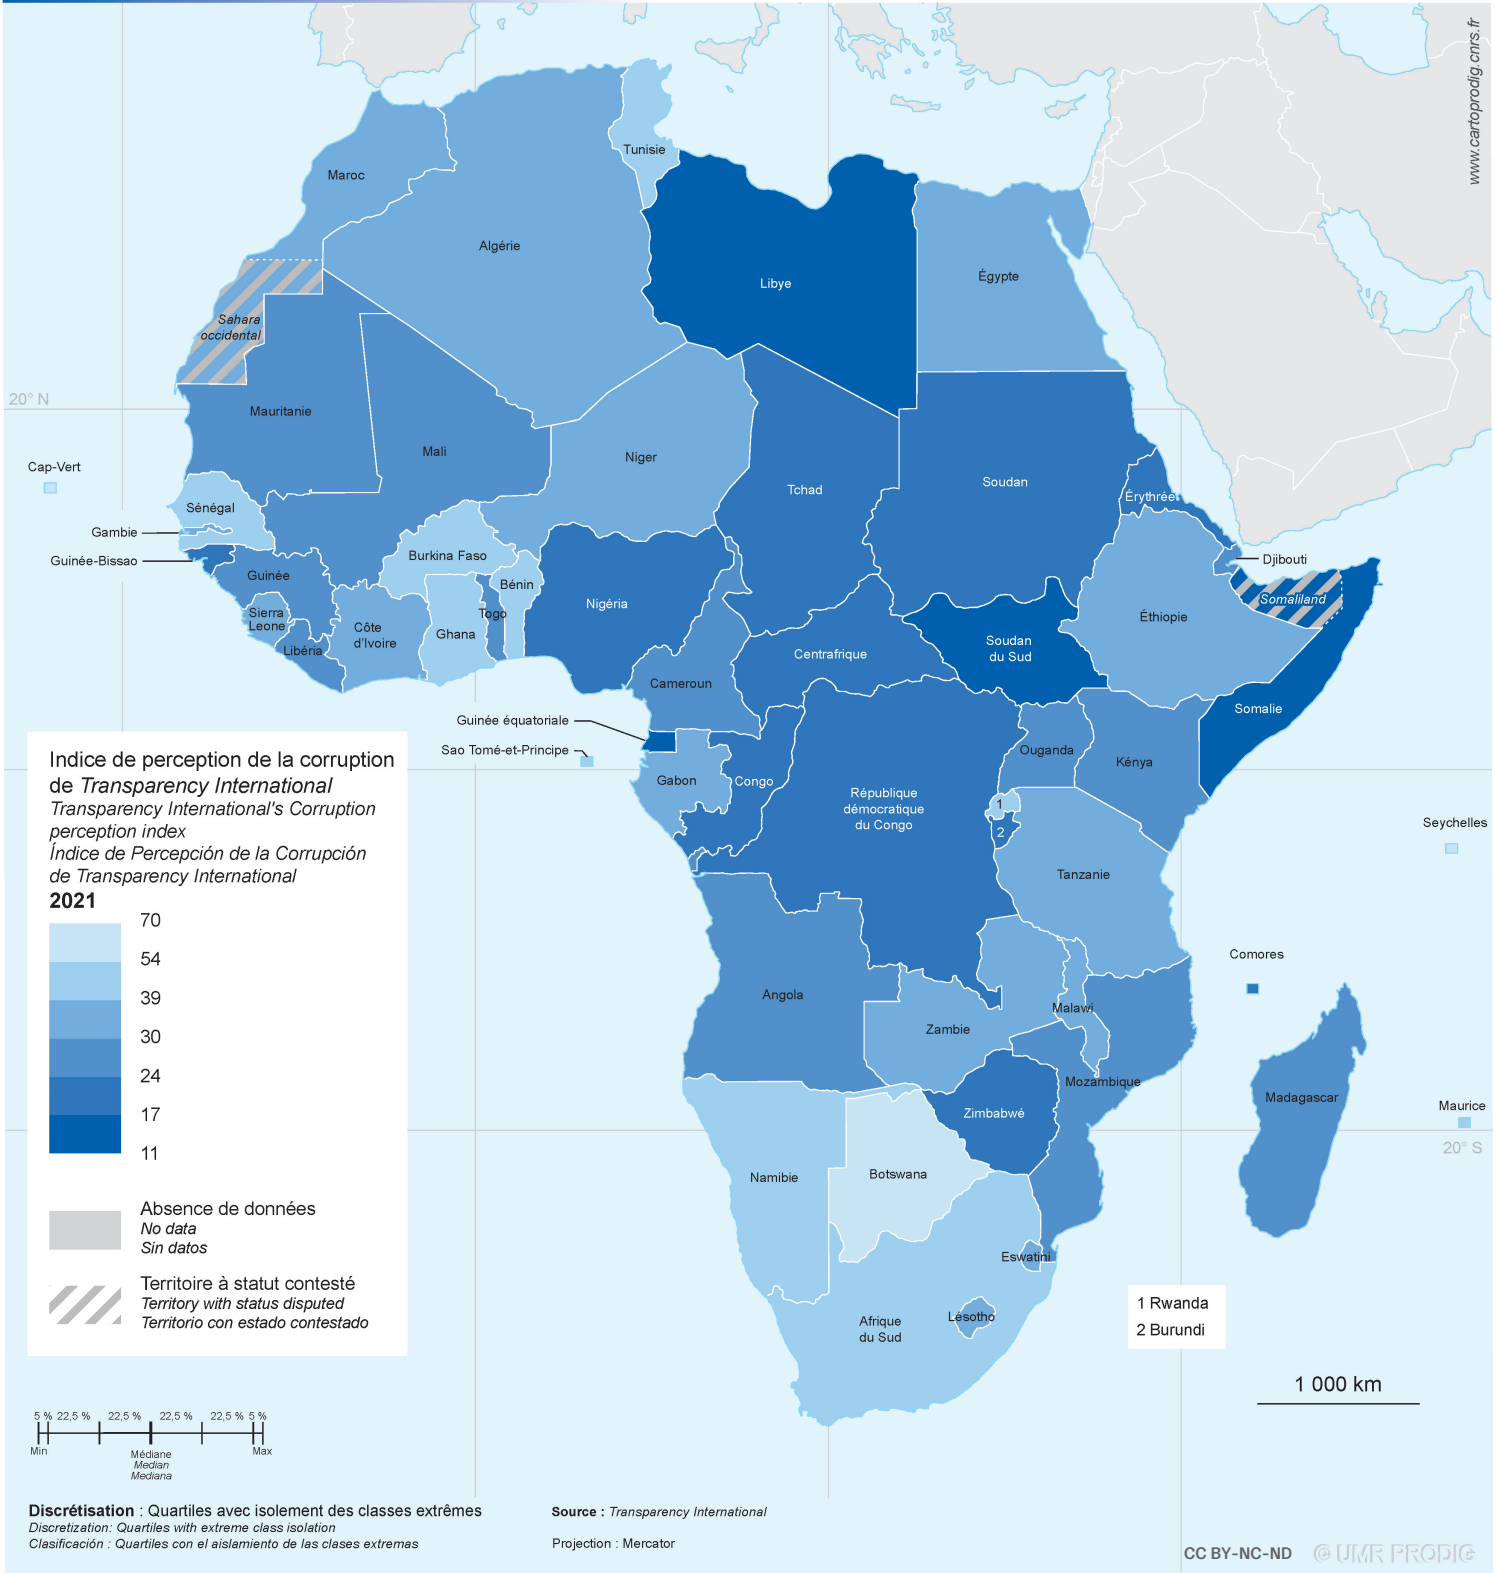 www.cartoprodig.cnrs.fr
Tunisie
Maroc
Algérie
Libye
Égypte
Sahara
occidental
20° N
Mauritanie
Mali
Niger
Tchad
Soudan
Érythrée
Cap-Vert
Sénégal
Gambie
Guinée-Bissao
Burkina Faso
Djibouti
Guinée
Bénin
Nigéria
Somaliland
Sierra
Leone
Togo
Éthiopie
Côte
d'Ivoire
Ghana
Libéria
Centrafrique
Soudan
du Sud
Cameroun
Somalie
Guinée équatoriale
Sao Tomé-et-Principe
Ouganda
Kénya
Gabon
Congo
République
démocratique
du Congo
1
2
Seychelles
Tanzanie
Comores
Angola
Malawi
Zambie
Mozambique
Madagascar
Maurice
Zimbabwé
20° S
Namibie
Botswana
Eswatini
Lésotho
Afrique
du Sud
Indice de perception de la corruption
de Transparency International
Transparency International's Corruption
perception index
Índice de Percepción de la Corrupción
de Transparency International
2021
70
54
39
30
24
17
11
Absence de données
No data
Sin datos
Territoire à statut contesté
Territory with status disputed
Territorio con estado contestado
1 Rwanda
2 Burundi
1 000 km
5 % 22,5 % 22,5 % 22,5 % 22,5 % 5 %
Min Max
Médiane
Median
Mediana
Discrétisation : Quartiles avec isolement des classes extrêmes
Discretization: Quartiles with extreme class isolation
Clasificación : Quartiles con el aislamiento de las clases extremas
Source : Transparency International
Projection : Mercator
CC BY-NC-ND © UMR PRODIG